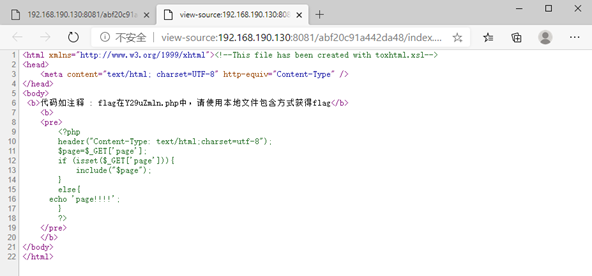 192.168.190.130:8081/abf20c91a
view-source:192.168.190.130:808
不安全 | view-source:192.168.190.130:8081/abf20c91a442da48/index....
1 <html xmlns="http://www.w3.org/1999/xhtml"><!--This file has been created with toxhtml.xsl-->
2 <head>
3 <meta content="text/html; charset=UTF-8" http-equiv="Content-Type" />
4 </head>
5 <body>
6 <b>代码如注释 : flag在Y29uZmln.php中, 请使用本地文件包含方式获得flag</b>
7 <b>
8 <pre>
9 <?php
10 header("Content-Type: text/html;charset=utf-8");
11 $page=$_GET['page'];
12 if (isset($_GET['page'])){
13 include("$page");
14 }
15 else{
16 echo 'page!!!!';
17 }
18 ?>
19 </pre>
20 </b>
21 </body>
22 </html>